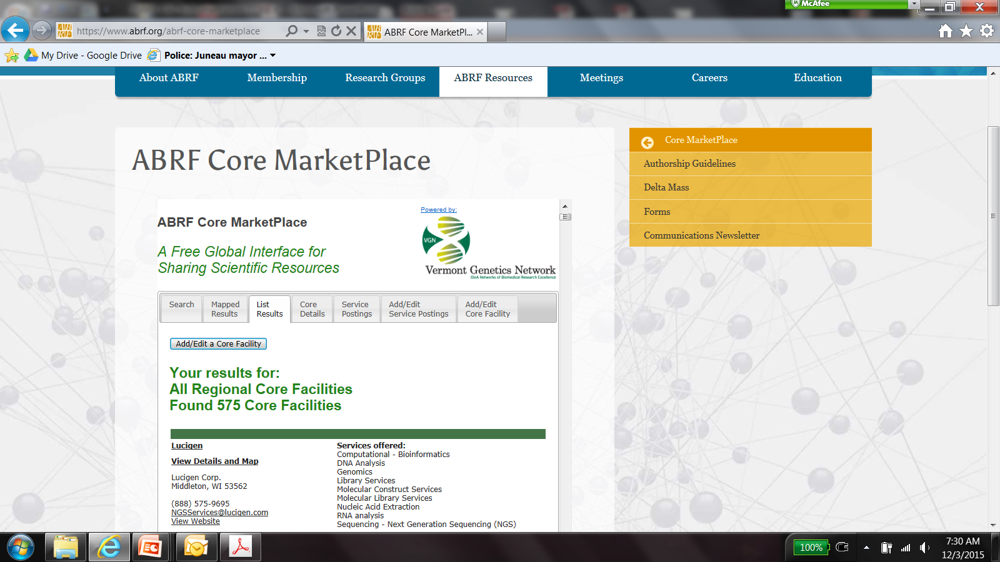 McAfee
https://www.abrf.org/abrf-core-marketplace
ABRF Core MarketPl...
My Drive - Google Drive
Police: Juneau mayor ...
About ABRF
Membership
Research Groups
ABRF Resources
Meetings
Careers
Education
ABRF Core MarketPlace
Core MarketPlace
Authorship Guidelines
Delta Mass
Forms
Communications Newsletter
Powered by:
ABRF Core MarketPlace
VGN
A Free Global Interface for
Sharing Scientific Resources
Vermont Genetics Network
IDeA Networks of Biomedical Research Excellence
Search
Mapped
Results
List
Results
Core
Details
Service
Postings
Add/Edit
Service Postings
Add/Edit
Core Facility
Add/Edit a Core Facility
Your results for:
All Regional Core Facilities
Found 575 Core Facilities
Lucigen
View Details and Map
Lucigen Corp.
Middleton, WI 53562
(888) 575-9695
NGSServices@lucigen.com
View Website
Services offered:
Computational - Bioinformatics
DNA Analysis
Genomics
Library Services
Molecular Construct Services
Molecular Library Services
Nucleic Acid Extraction
RNA analysis
Sequencing - Next Generation Sequencing (NGS)
100%
7:30 AM
12/3/2015